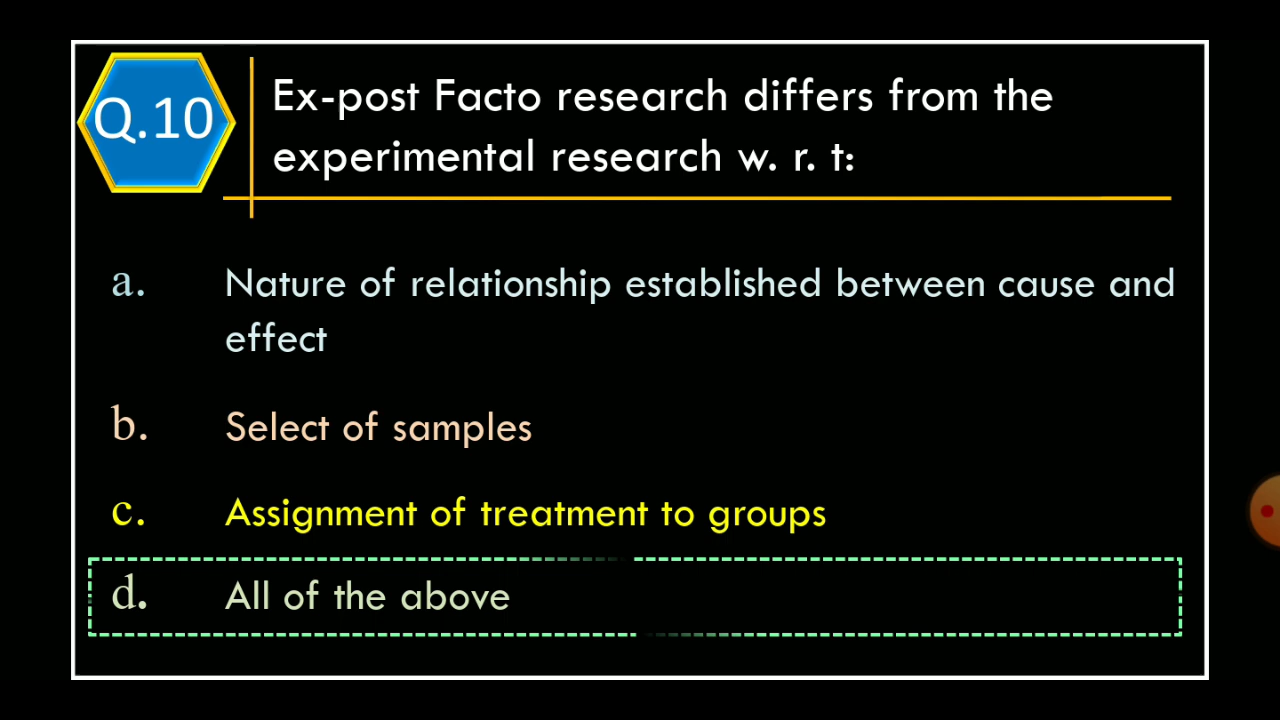 Q.10
Ex-post Facto research differs from the
experimental research w. r. t:
a. Nature of relationship established between cause and
effect
b. Select of samples
c. Assignment of treatment to groups
d. All of the above